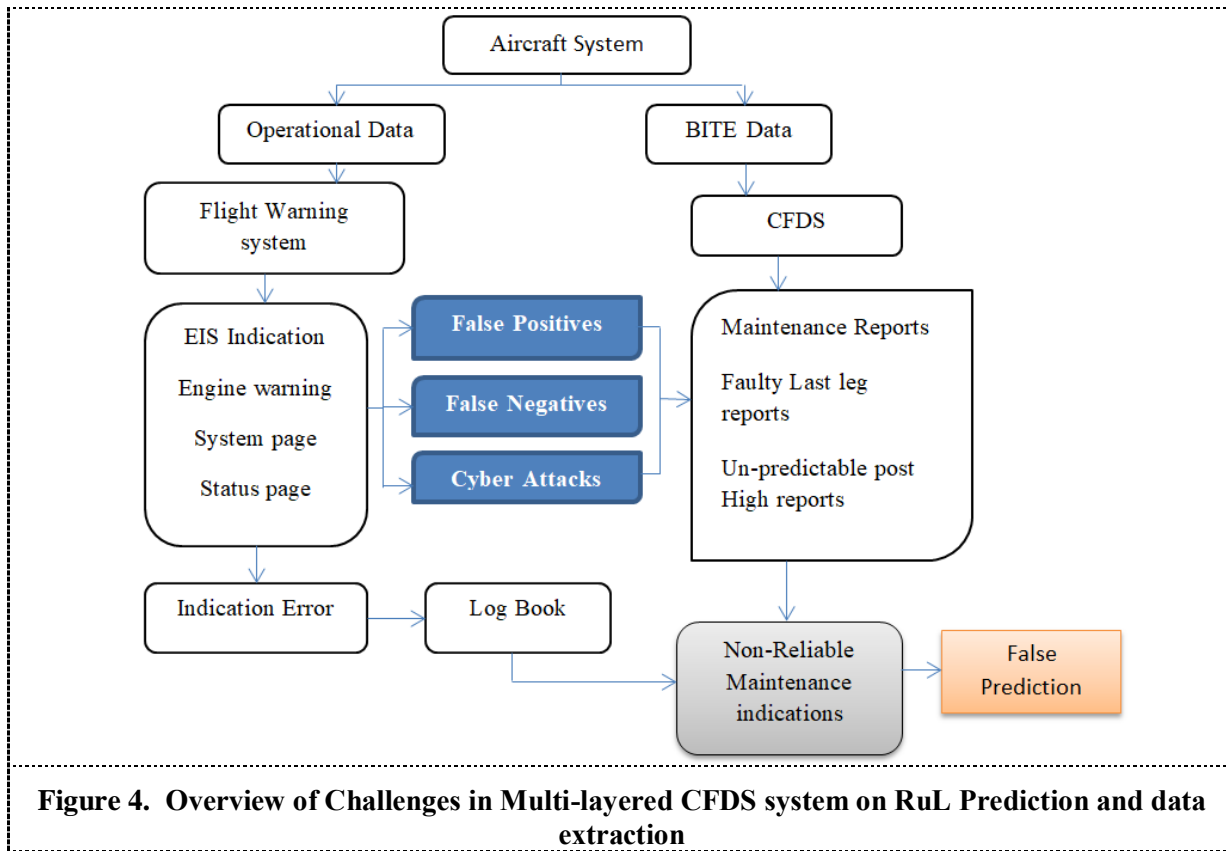 Aircraft System
Operational Data
BITE Data
Flight Warning
system
CFDS
EIS Indication
Engine warning
System page
Status page
False Positives
False Negatives
Cyber Attacks
Maintenance Reports
Faulty Last leg
reports
Un-predictable post
High reports
Indication Error
Log Book
Non-Reliable
Maintenance
indications
False
Prediction
Figure 4. Overview of Challenges in Multi-layered CFDS system on RuL Prediction and data
extraction